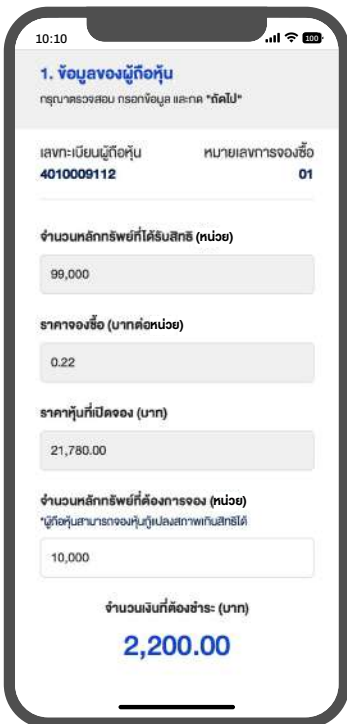 10:10
100
1. ข้อมูลของผู้ถือหุ้น
กรุณาตรวจสอบ กรอกข้อมูล และกด "ถัดไป"
เลขทะเบียนผู้ถือหุ้น หมายเลขการจองซื้อ
4010009112 01
จำนวนหลักทรัพย์ที่ได้รับสิทธิ (หน่วย)
99,000
ราคาจองซื้อ (บาทต่อหน่วย)
0.22
ราคาหุ้นที่เปิดจอง (บาท)
21,780.00
จำนวนหลักทรัพย์ที่ต้องการจอง (หน่วย)
*ผู้ถือหุ้นสามารถจองหุ้นกู้แปลงสภาพเกินสิทธิได้
10,000
จำนวนเงินที่ต้องชำระ (บาท)
2,200.00